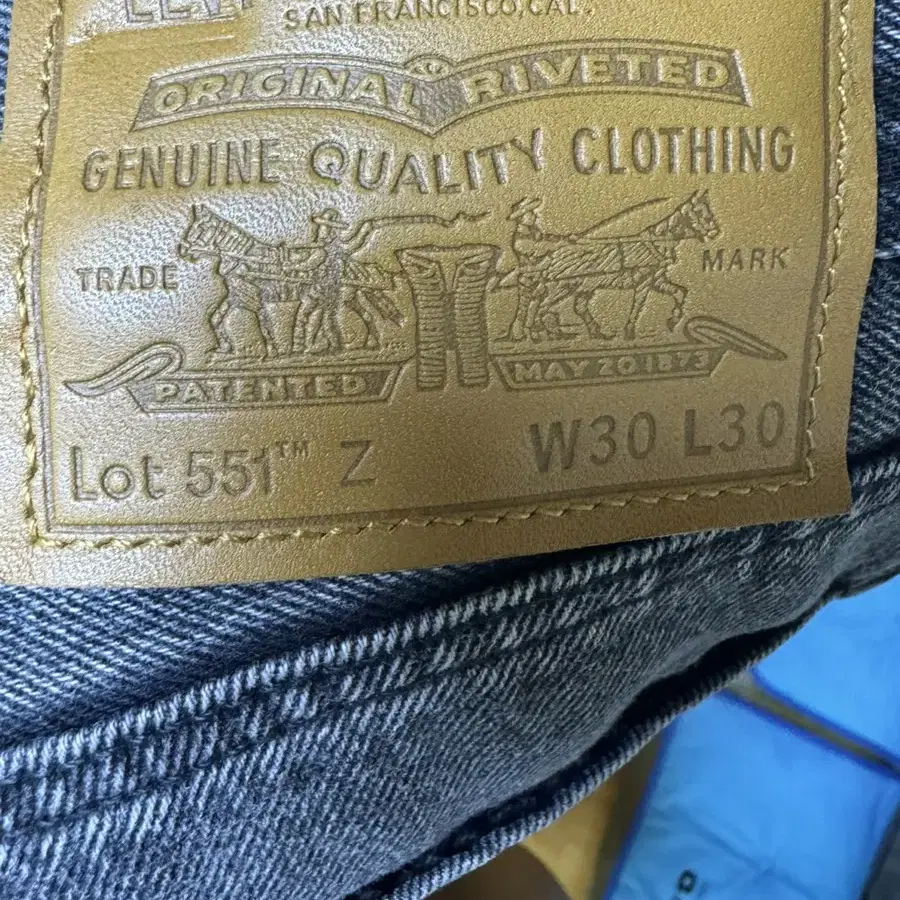 SAN FRANCISCO, CAL.
ORIGINAL RIVETED
GENUINE QUALITY CLOTHING
TRADE MARK
PATENTED MAY 20 1873
Lot 551™ Z W30 L30